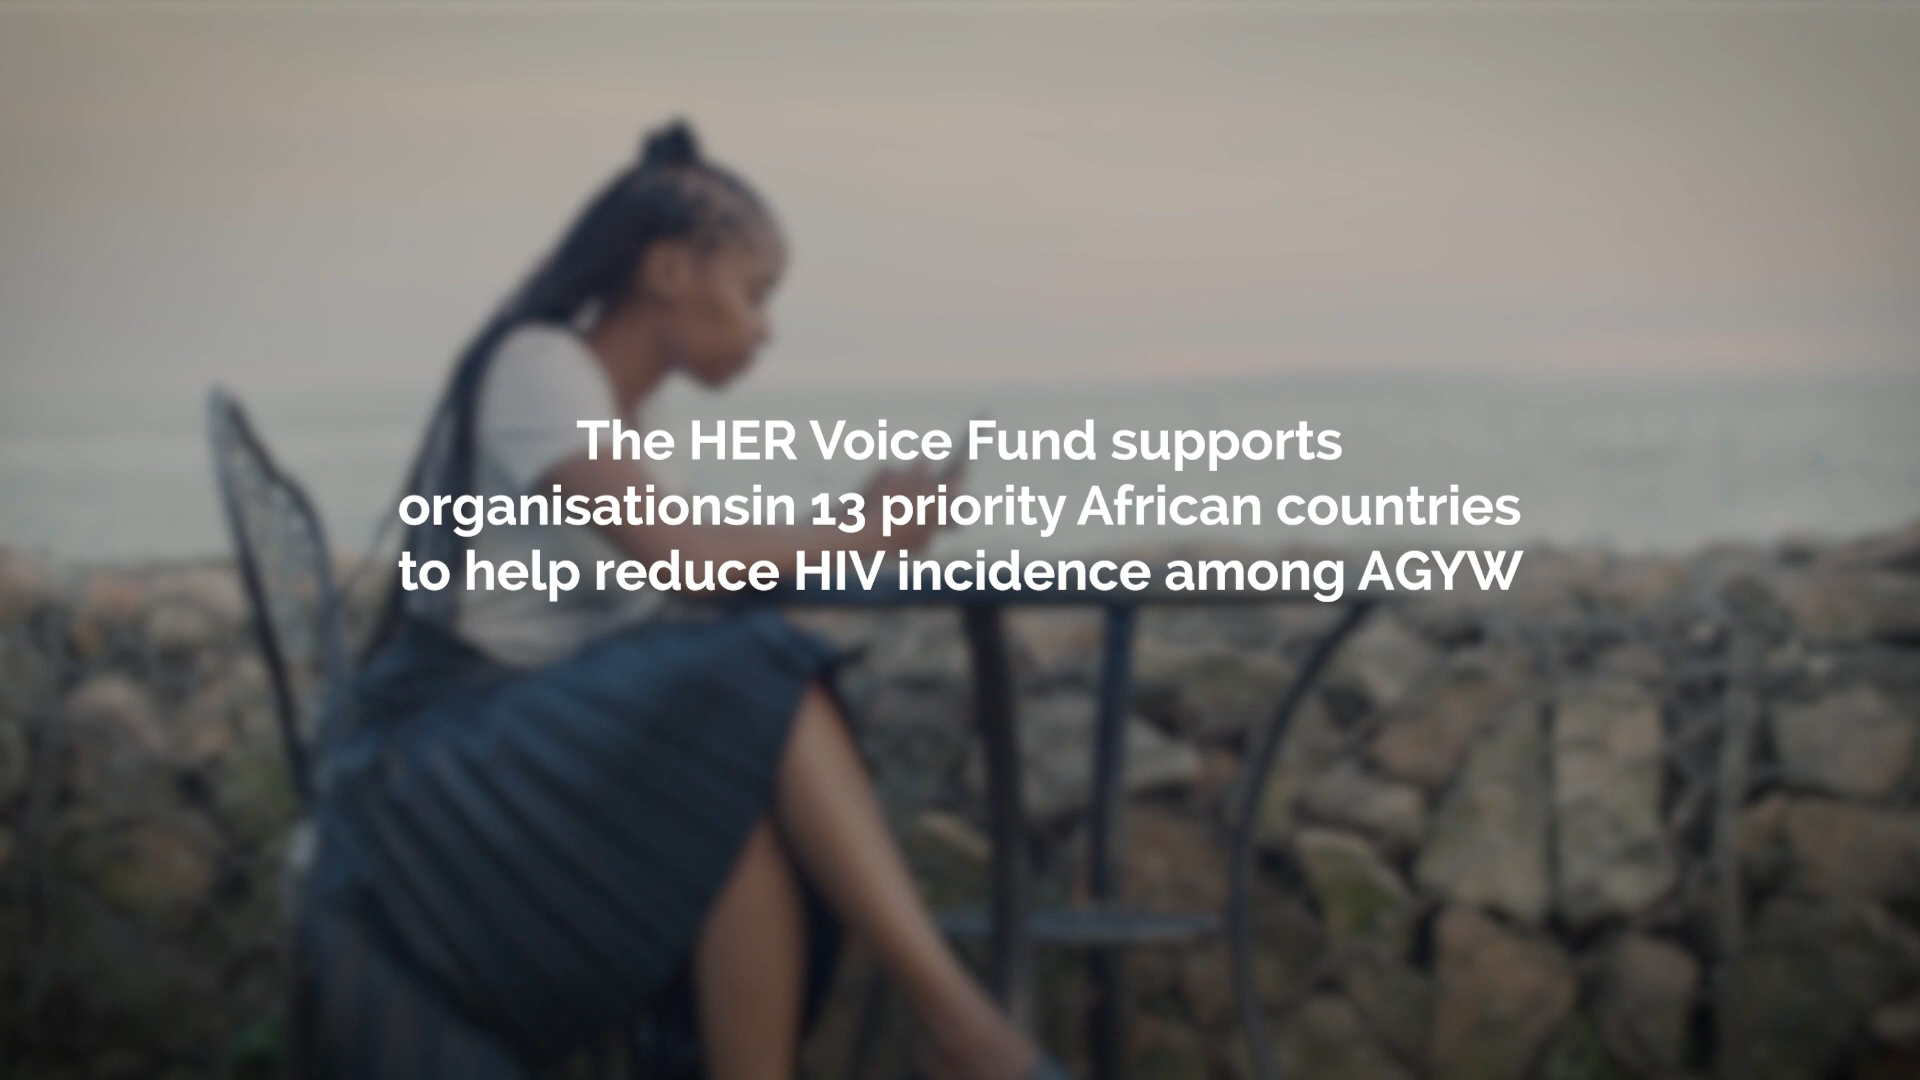 The HER Voice Fund supports
organisationsin 13 priority African countries
to help reduce HIV incidence among AGYW